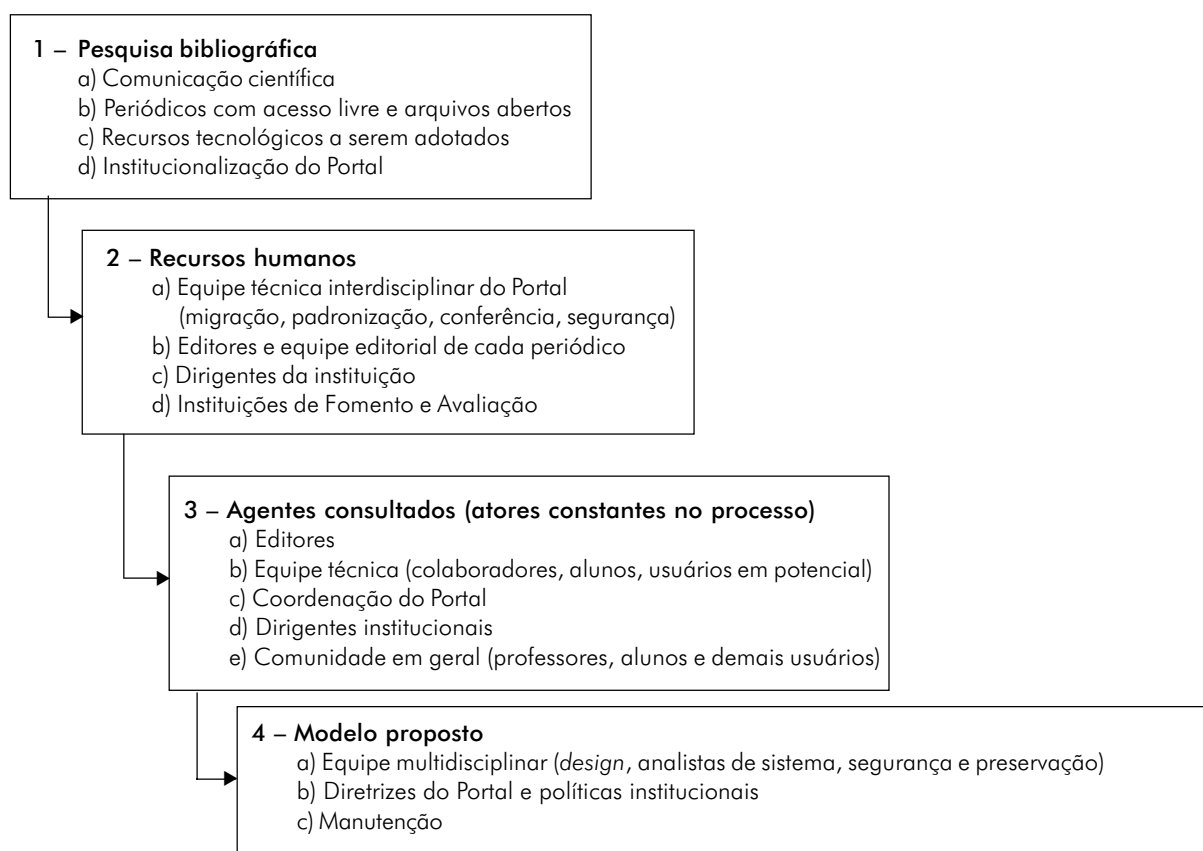 1 – Pesquisa bibliográfica
a) Comunicação científica
b) Periódicos com acesso livre e arquivos abertos
c) Recursos tecnológicos a serem adotados
d) Institucionalização do Portal
2 – Recursos humanos
a) Equipe técnica interdisciplinar do Portal
(migração, padronização, conferência, segurança)
b) Editores e equipe editorial de cada periódico
c) Dirigentes da instituição
d) Instituições de Fomento e Avaliação
3 – Agentes consultados (atores constantes no processo)
a) Editores
b) Equipe técnica (colaboradores, alunos, usuários em potencial)
c) Coordenação do Portal
d) Dirigentes institucionais
e) Comunidade em geral (professores, alunos e demais usuários)
4 – Modelo proposto
a) Equipe multidisciplinar (design, analistas de sistema, segurança e preservação)
b) Diretrizes do Portal e políticas institucionais
c) Manutenção